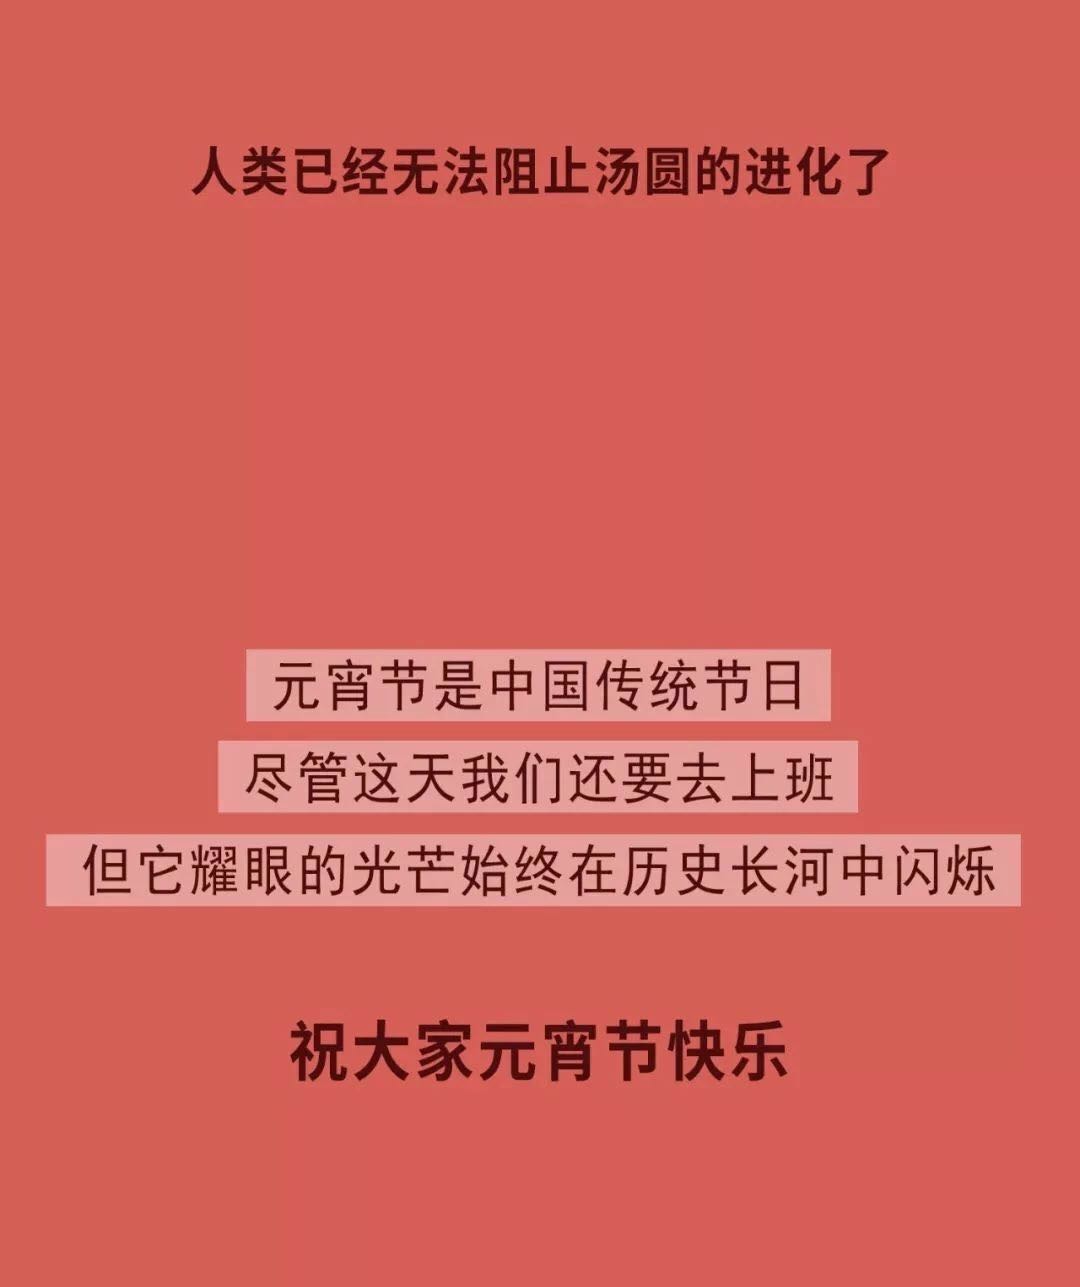 人类已经无法阻止汤圆的进化了
元宵节是中国传统节日
尽管这天我们还要去上班
但它耀眼的光芒始终在历史长河中闪烁
祝大家元宵节快乐